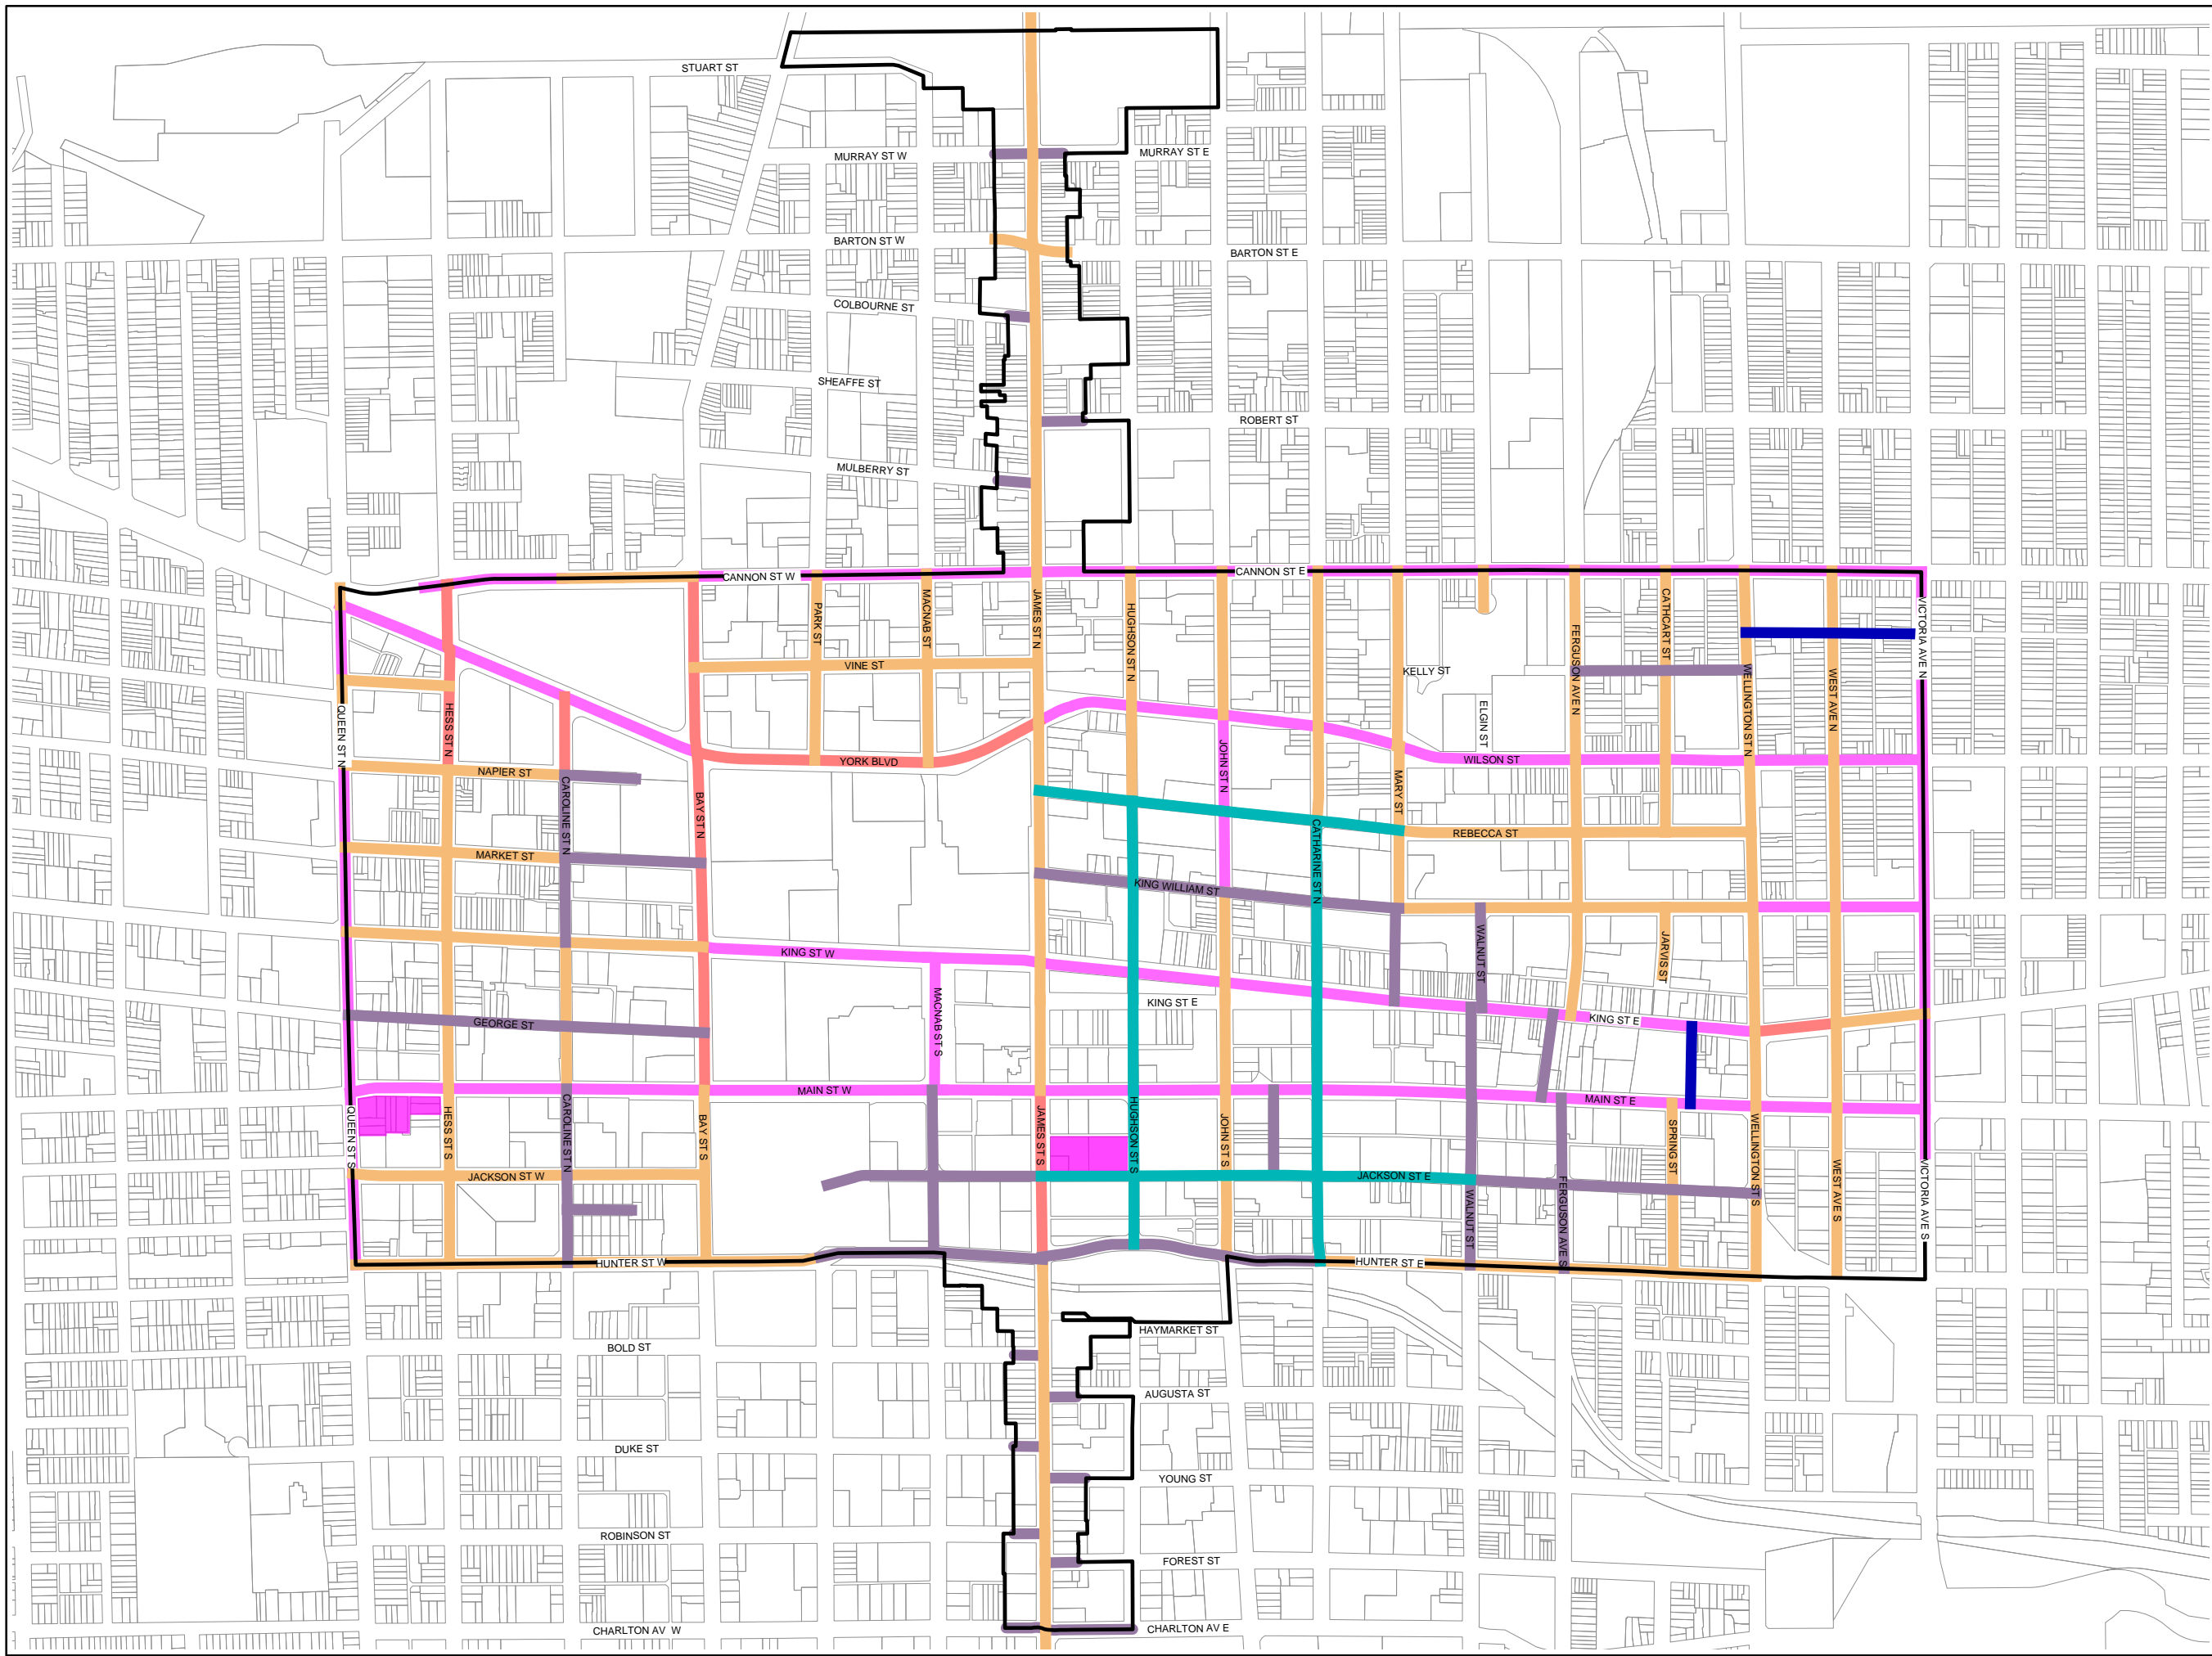 STUART ST
MURRAY ST W
MURRAY ST E
BARTON ST W
BARTON ST E
COLBOURNE ST
SHEAFFE ST
ROBERT ST
MULBERRY ST
CANNON ST W
CANNON ST E
PARK ST
MACNAB ST
JAMES ST N
HUGHSON ST N
CATHCART ST
FERGUSON AVE N
VICTORIA AVE N
VINE ST
KELLY ST
WELLINGTON ST N
WEST AVE N
QUEEN ST N
HESS ST N
ELGIN ST
JOHN ST N
YORK BLVD
WILSON ST
NAPIER ST
CAROLINE ST N
BAY ST N
MARY ST
REBECCA ST
CATHARINE ST N
MARKET ST
KING WILLIAM ST
KING ST W
WALNUT ST
JARVIS ST
MACNAB ST S
KING ST E
KING ST E
GEORGE ST
MAIN ST W
MAIN ST E
QUEEN ST S
HESS ST S
CAROLINE ST N
BAY ST S
JAMES ST S
HUGHSON ST S
JOHN ST S
SPRING ST
WELLINGTON ST S
WEST AVE S
VICTORIA AVE S
JACKSON ST W
JACKSON ST E
WALNUT ST
FERGUSON AVE S
HUNTER ST W
HUNTER ST E
HAYMARKET ST
BOLD ST
AUGUSTA ST
DUKE ST
YOUNG ST
ROBINSON ST
FOREST ST
CHARLTON AV W
CHARLTON AV E